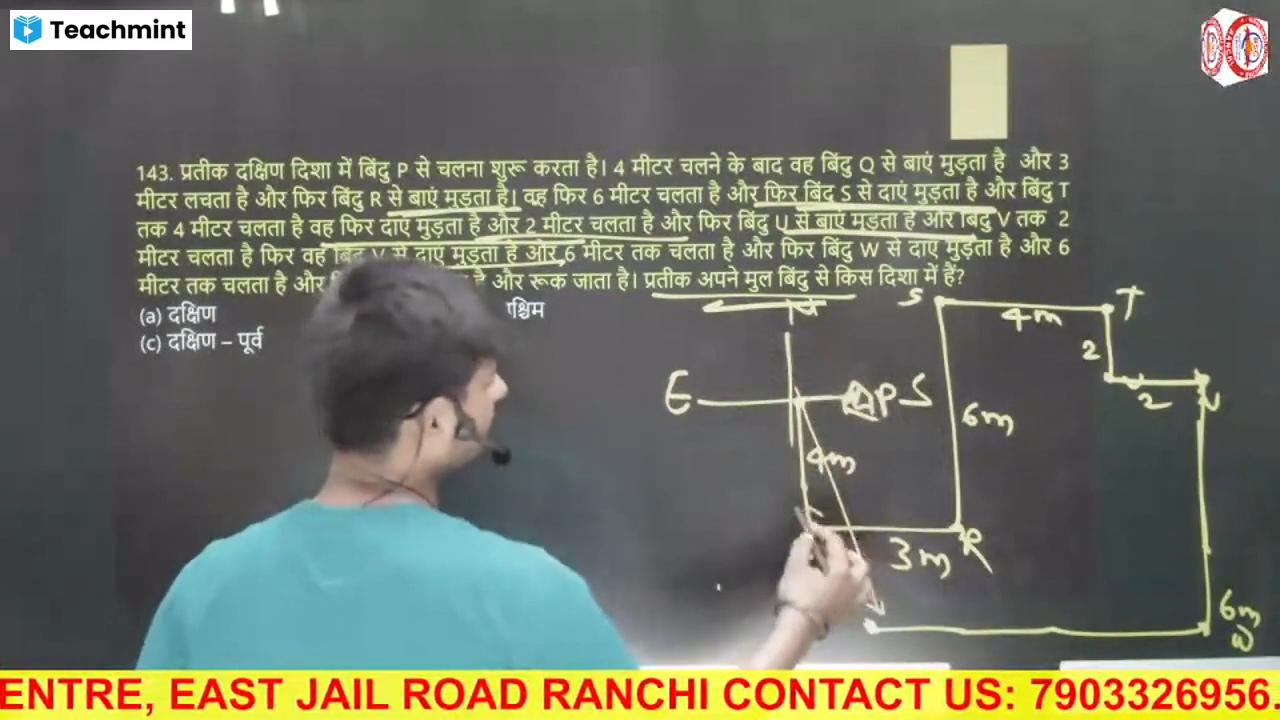 Teachmint
143. प्रतीक दक्षिण दिशा में बिंदु P से चलना शुरू करता है। 4 मीटर चलने के बाद वह बिंदु Q से बाएं मुड़ता है और 3
मीटर लचता है और फिर बिंदु R से बाएं मुड़ता है। वह फिर 6 मीटर चलता है और फिर बिंदु S से दाएं मुड़ता है और बिंदु T
तक 4 मीटर चलता है वह फिर दाएं मुड़ता है और 2 मीटर चलता है और फिर बिंदु U से बाएं मुड़ता है और बिंदु V तक 2
मीटर चलता है फिर वह बिंदु V से दाएं मुड़ता है और 6 मीटर तक चलता है और फिर बिंदु W से दाएं मुड़ता है और 6
मीटर तक चलता है और है और रूक जाता है। प्रतीक अपने मुल बिंदु से किस दिशा में हैं?
(a) दक्षिण
(c) दक्षिण – पूर्व
S 4m T
2
E P S 2
6m
4m
3m R
6m
W
ENTRE, EAST JAIL ROAD RANCHI CONTACT US: 7903326956.